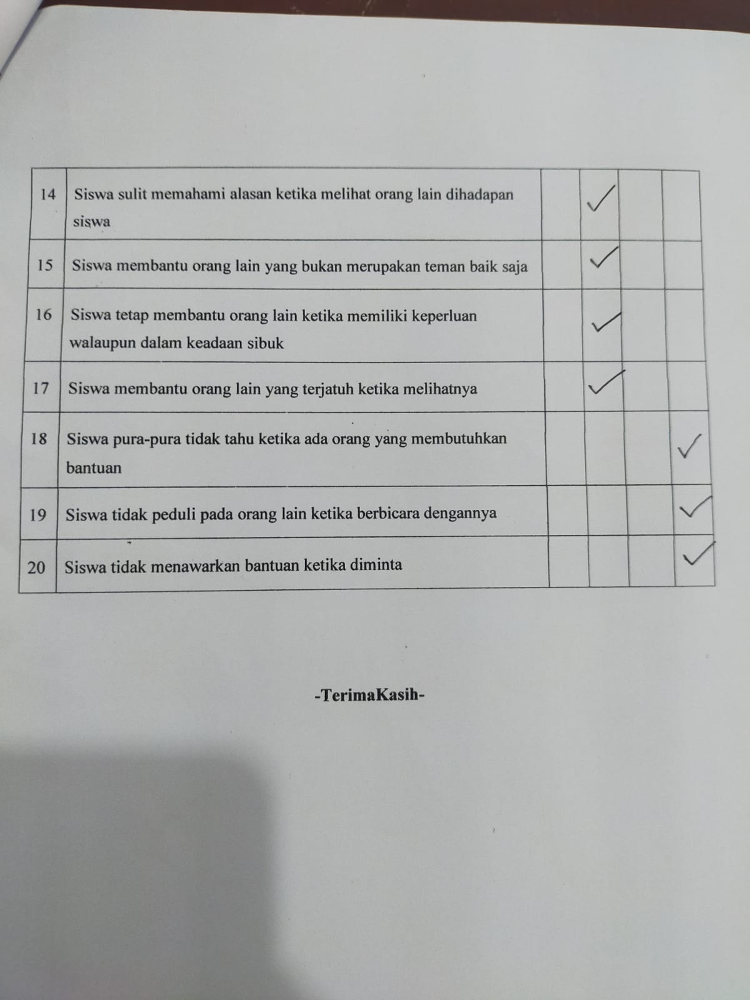 14 Siswa sulit memahami alasan ketika melihat orang lain dihadapan ✓
siswa
15 Siswa membantu orang lain yang bukan merupakan teman baik saja ✓
16 Siswa tetap membantu orang lain ketika memiliki keperluan ✓
walaupun dalam keadaan sibuk
17 Siswa membantu orang lain yang terjatuh ketika melihatnya ✓
18 Siswa pura-pura tidak tahu ketika ada orang yang membutuhkan ✓
bantuan
19 Siswa tidak peduli pada orang lain ketika berbicara dengannya ✓
20 Siswa tidak menawarkan bantuan ketika diminta ✓
-TerimaKasih-